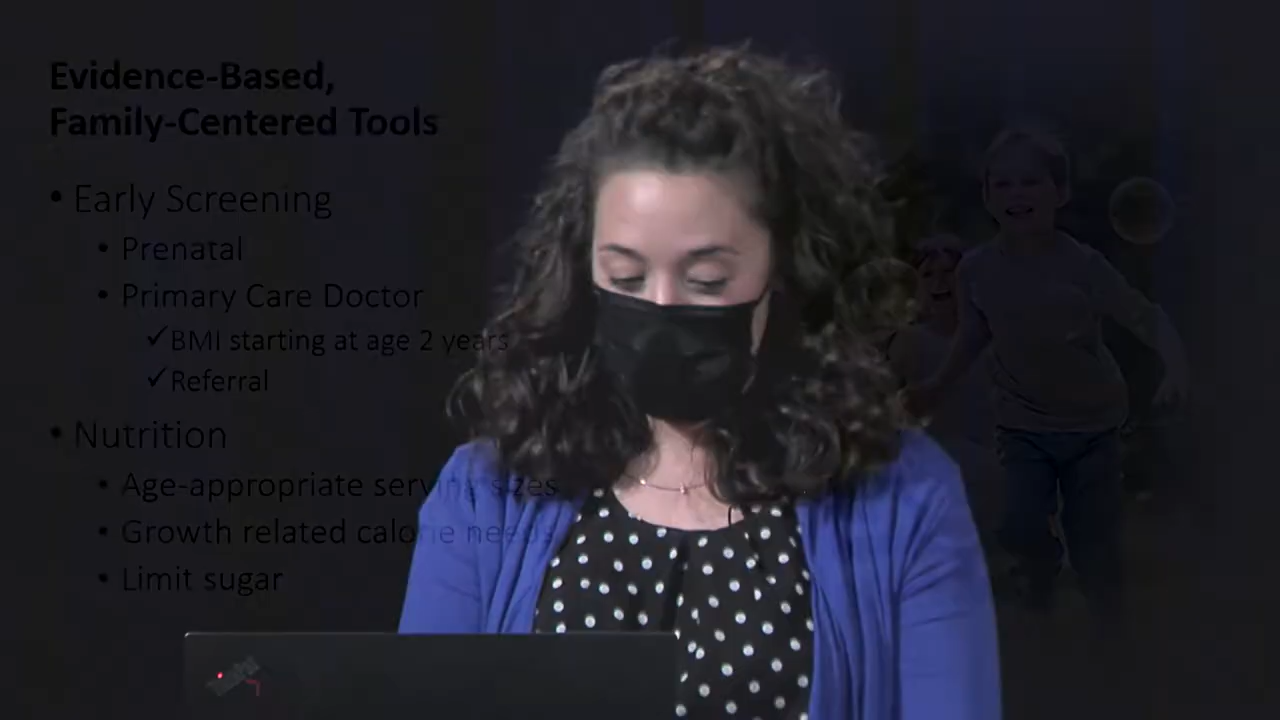 Evidence-Based,
Family-Centered Tools
• Early Screening
• Prenatal
• Primary Care Doctor
✓BMI starting at age 2 years
✓Referral
• Nutrition
• Age-appropriate serving sizes
• Growth related calorie needs
• Limit sugar